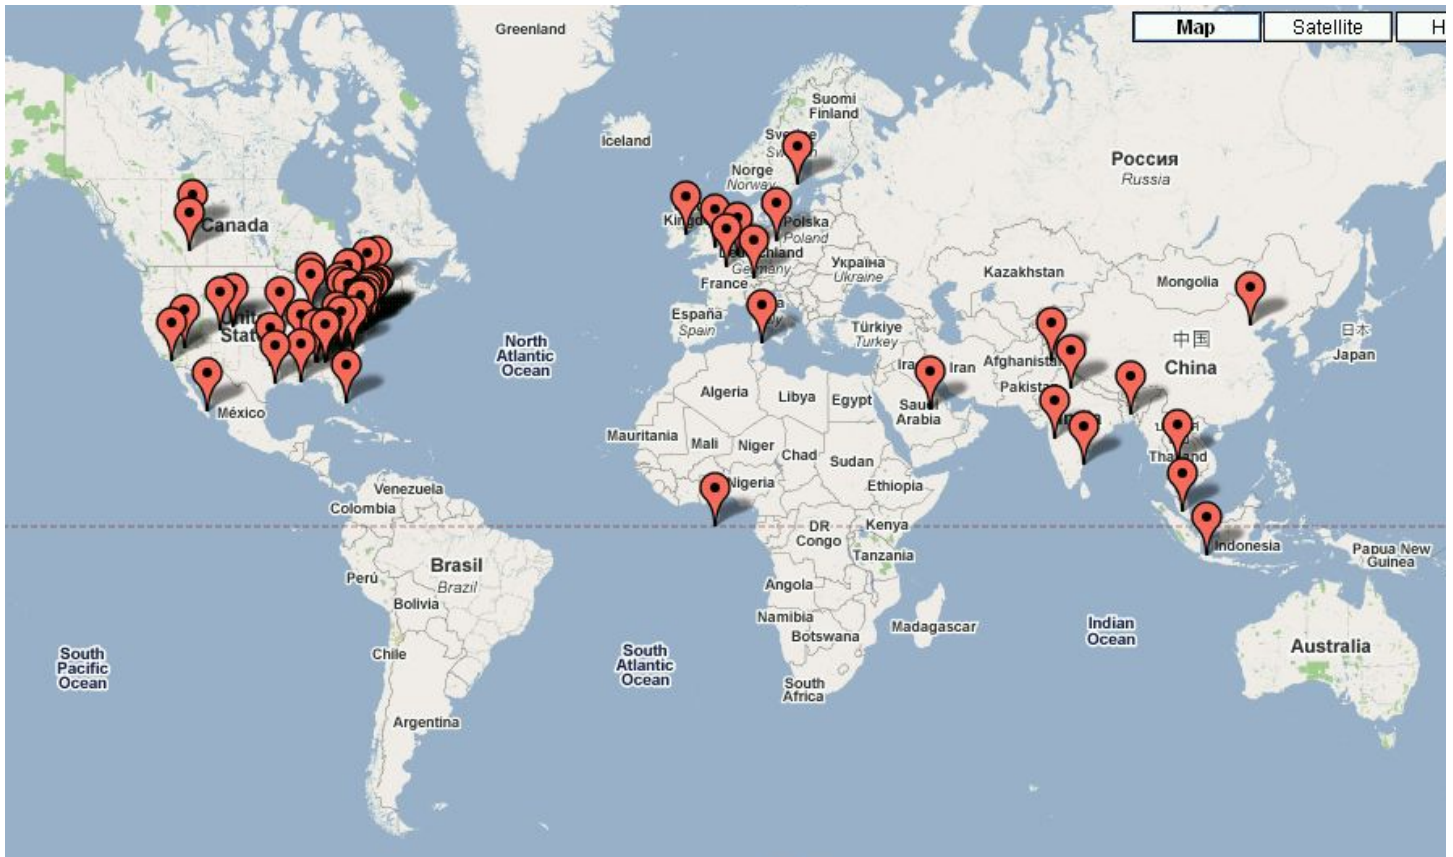 Greenland
Map
Satellite
H
Suomi
Finland
Iceland
Norge
Norway
Россия
Russia
Canada
Polska
Poland
Germany
Україна
Ukraine
Kazakhstan
Mongolia
France
España
Spain
Türkiye
Turkey
North
Atlantic
Ocean
中国
China
日本
Japan
Iran
Afghanista
Pakista
México
Algeria
Libya
Egypt
Saudi
Arabia
Mauritania
Mali
Niger
Chad
Sudan
Nigeria
Ethiopia
Thailand
Venezuela
Colombia
DR
Congo
Kenya
Tanzania
Indonesia
Papua New
Guinea
Perú
Brasil
Brazil
Bolivia
Angola
Namibia
Botswana
Madagascar
Indian
Ocean
Australia
South
Pacific
Ocean
Chile
South
Atlantic
Ocean
South
Africa
Argentina